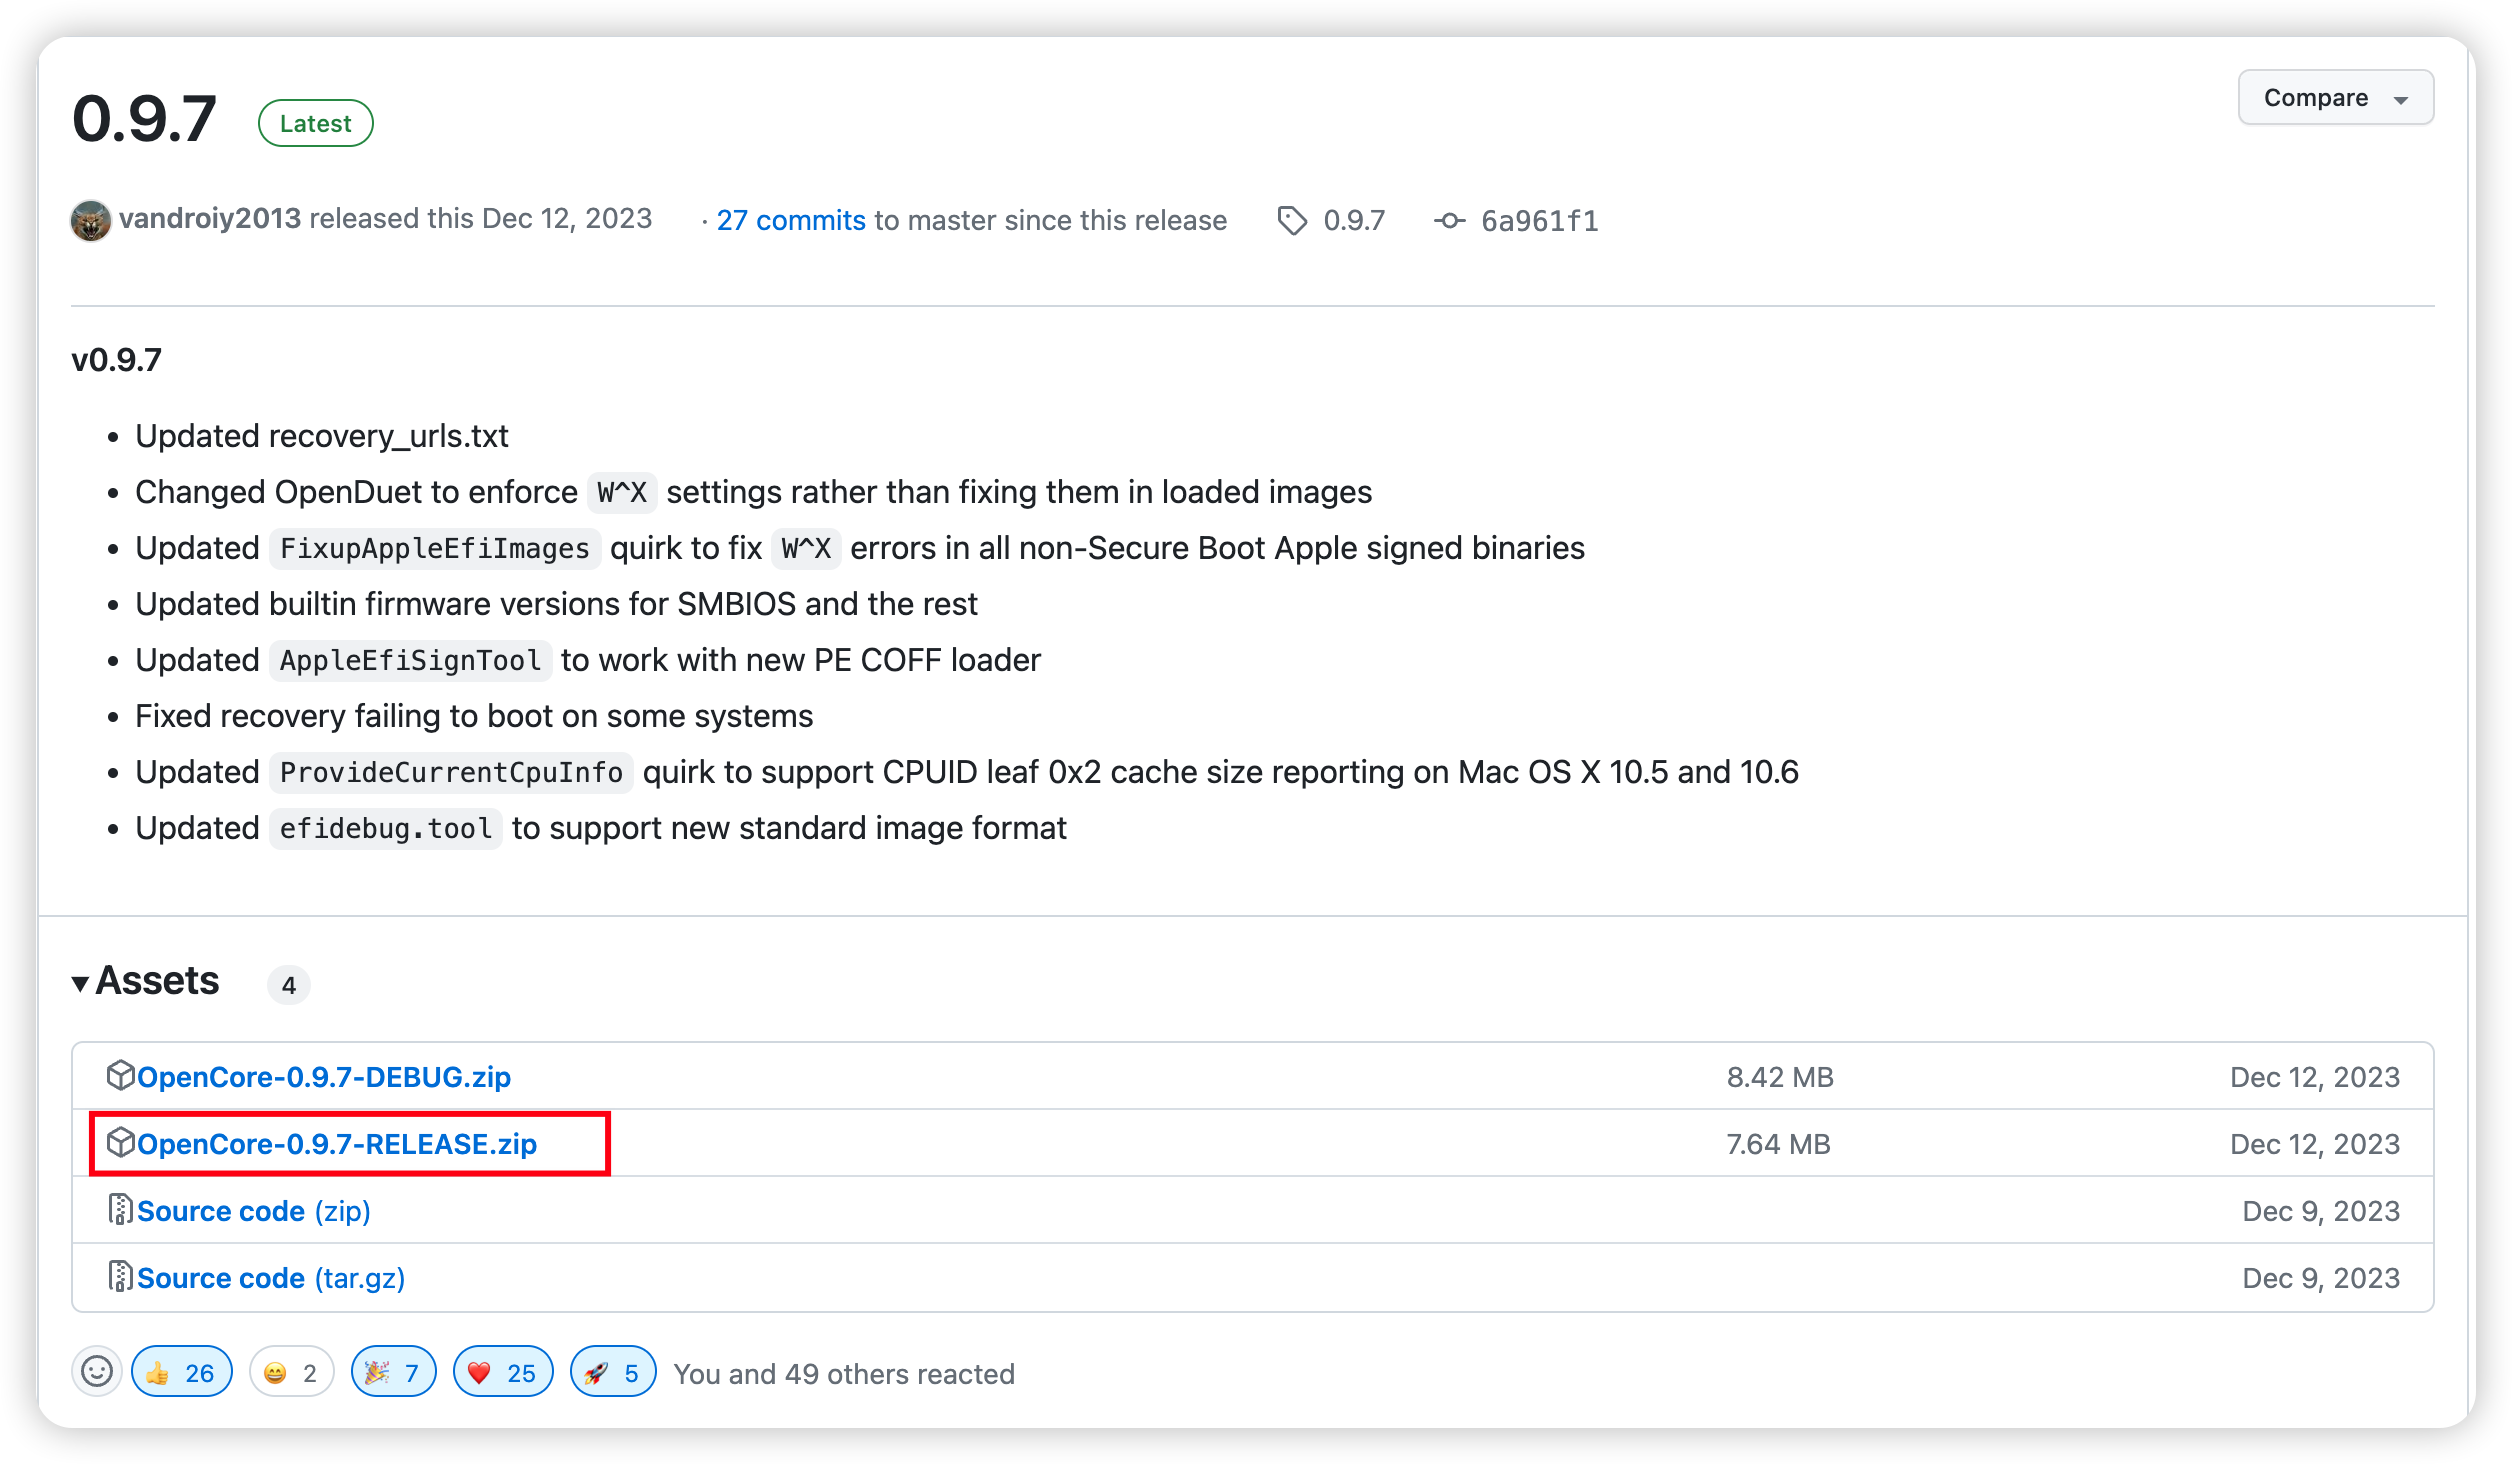 0.9.7 Latest Compare
vandroiy2013 released this Dec 12, 2023 · 27 commits to master since this release 0.9.7 6a961f1
v0.9.7
• Updated recovery_urls.txt
• Changed OpenDuet to enforce W^X settings rather than fixing them in loaded images
• Updated FixupAppleEfiImages quirk to fix W^X errors in all non-Secure Boot Apple signed binaries
• Updated builtin firmware versions for SMBIOS and the rest
• Updated AppleEfiSignTool to work with new PE COFF loader
• Fixed recovery failing to boot on some systems
• Updated ProvideCurrentCpuInfo quirk to support CPUID leaf 0x2 cache size reporting on Mac OS X 10.5 and 10.6
• Updated efidebug.tool to support new standard image format
Assets 4
OpenCore-0.9.7-DEBUG.zip 8.42 MB Dec 12, 2023
OpenCore-0.9.7-RELEASE.zip 7.64 MB Dec 12, 2023
Source code (zip) Dec 9, 2023
Source code (tar.gz) Dec 9, 2023
👍 26 😄 2 🎉 7 ❤️ 25 🚀 5 You and 49 others reacted